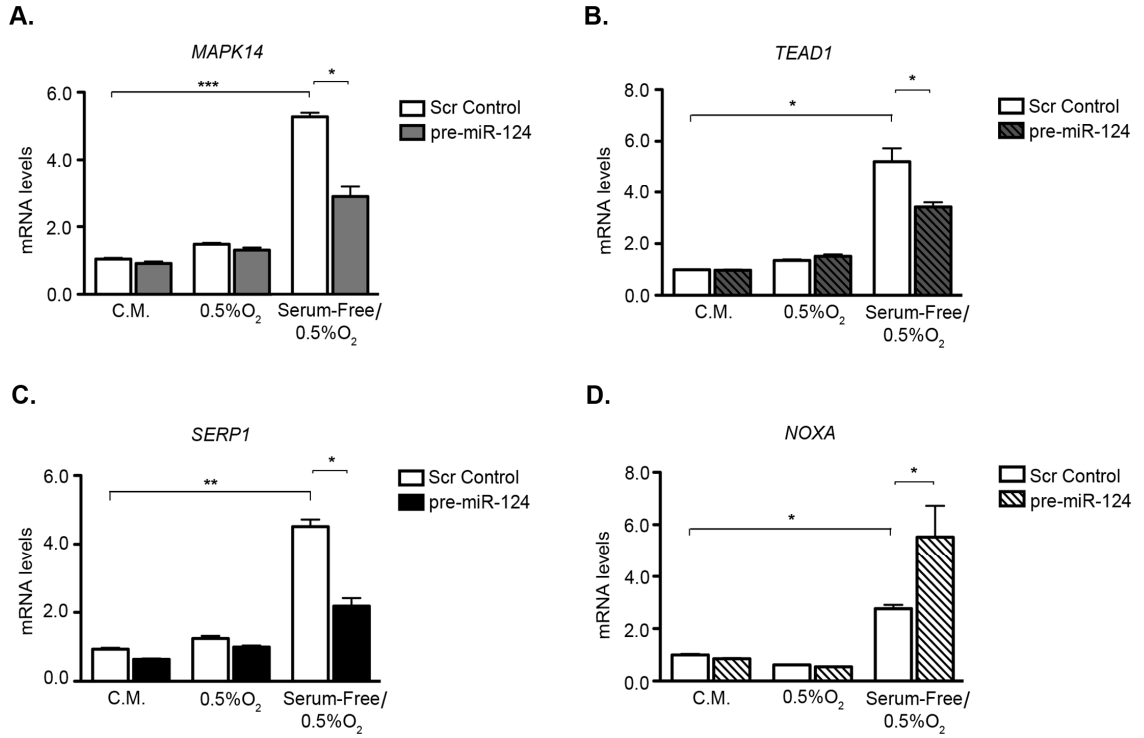 A.
MAPK14
***
*
6.0
4.0
2.0
0.0
mRNA levels
C.M.
0.5%O2
Serum-Free/
0.5%O2
Scr Control
pre-miR-124
B.
TEAD1
*
*
8.0
6.0
4.0
2.0
0.0
mRNA levels
C.M.
0.5%O2
Serum-Free/
0.5%O2
Scr Control
pre-miR-124
C.
SERP1
**
*
6.0
4.0
2.0
0.0
mRNA levels
C.M.
0.5%O2
Serum-Free/
0.5%O2
Scr Control
pre-miR-124
D.
NOXA
*
*
8.0
6.0
4.0
2.0
0.0
mRNA levels
C.M.
0.5%O2
Serum-Free/
0.5%O2
Scr Control
pre-miR-124